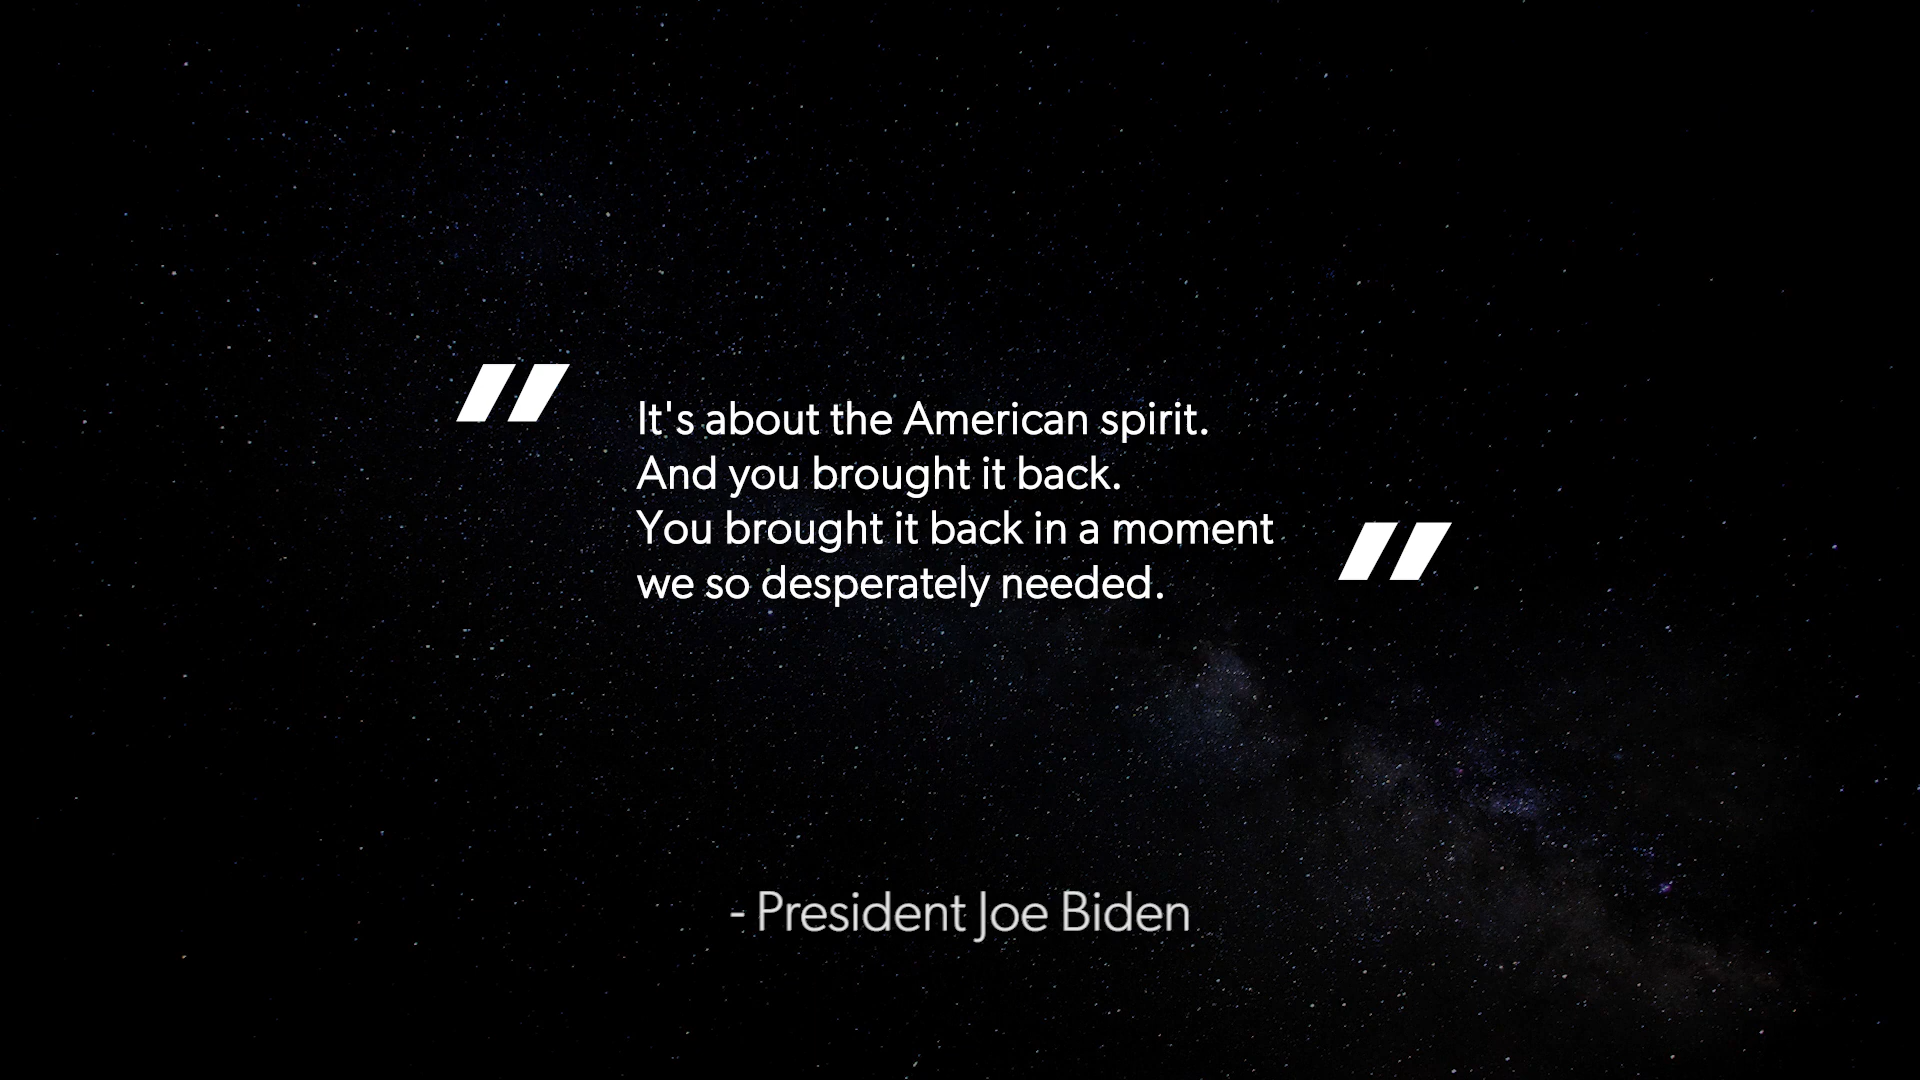 "It's about the American spirit.
And you brought it back.
You brought it back in a moment
we so desperately needed."
- President Joe Biden